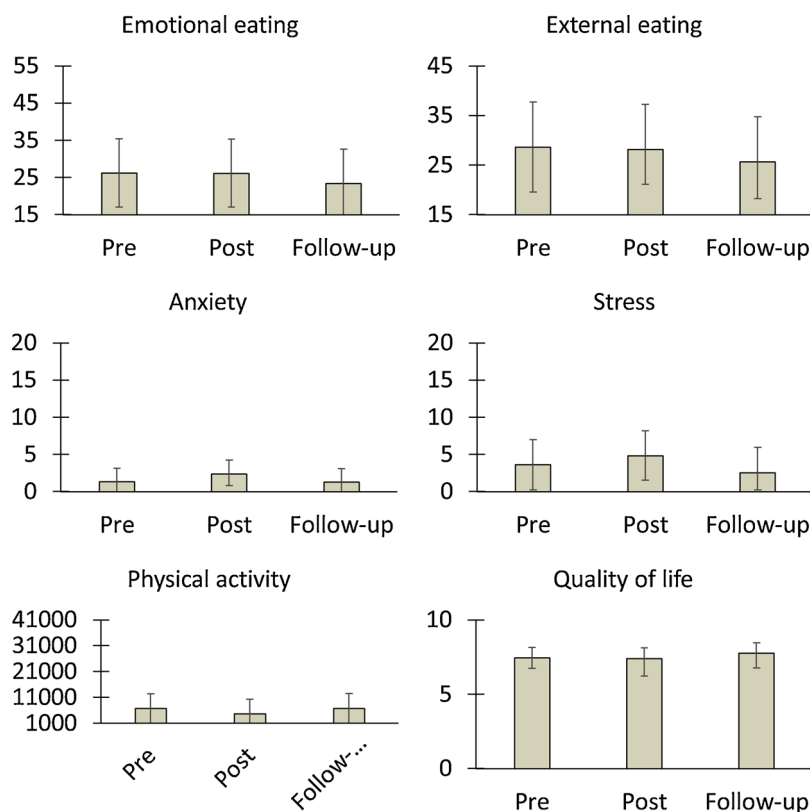 Emotional eating
55
45
35
25
15
Pre Post Follow-up
External eating
45
35
25
15
Pre Post Follow-up
Anxiety
20
15
10
5
0
Pre Post Follow-up
Stress
20
15
10
5
0
Pre Post Follow-up
Physical activity
41000
31000
21000
11000
1000
Pre Post Follow-...
Quality of life
10
5
0
Pre Post Follow-up